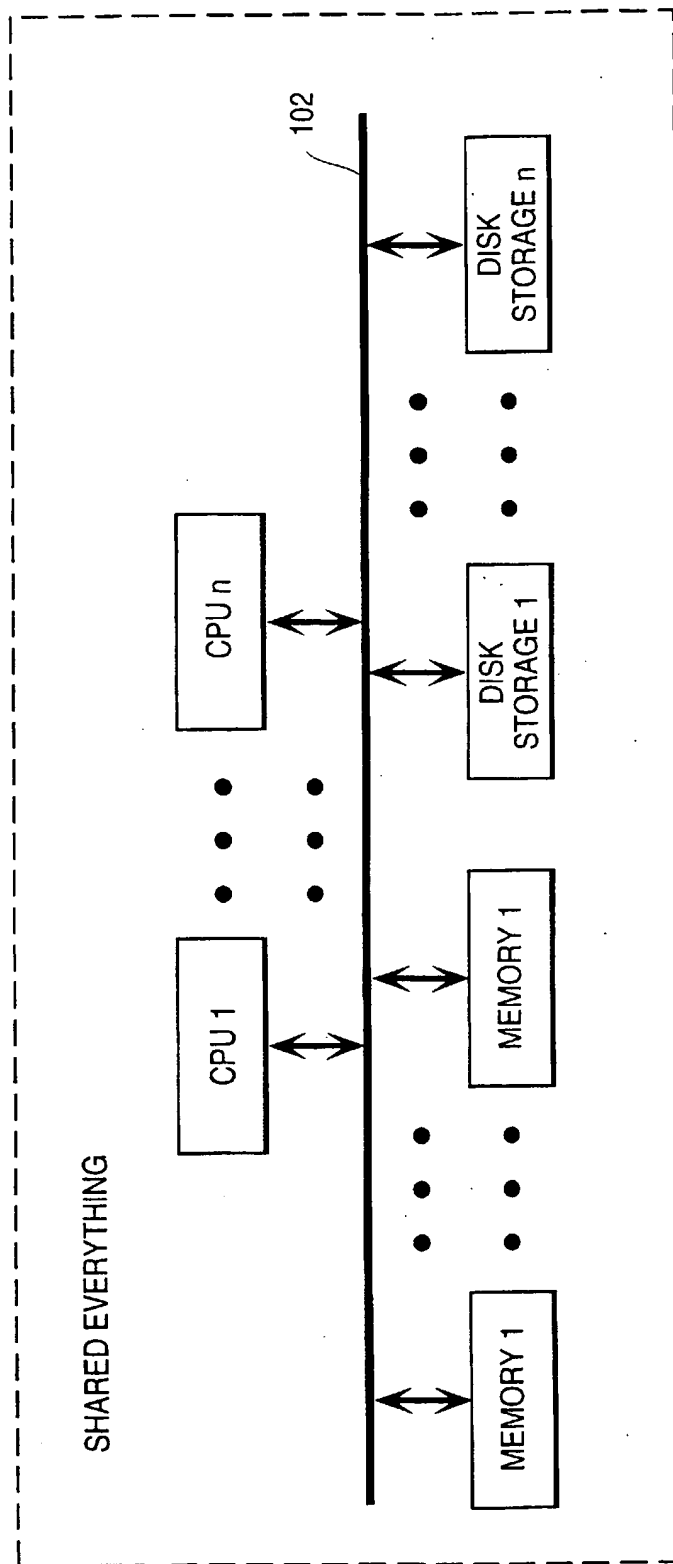 SHARED EVERYTHING
CPU 1
CPU n
102
MEMORY 1
MEMORY 1
DISK
STORAGE 1
DISK
STORAGE n